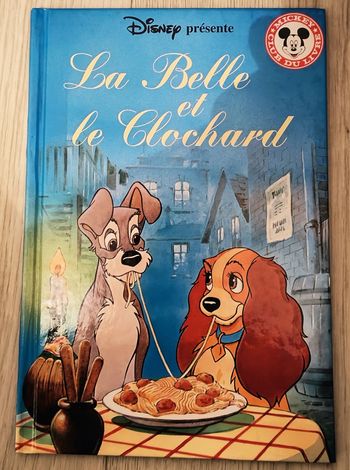 Disney présente
La Belle
et
le Clochard
MICKEY
CLUB DU LIVRE